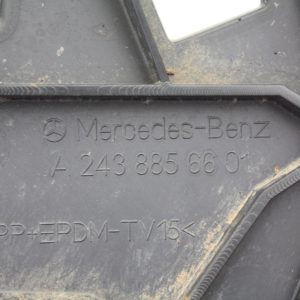 Mercedes-Benz
A 243 885 66 01
PP+EPDM-TV15<